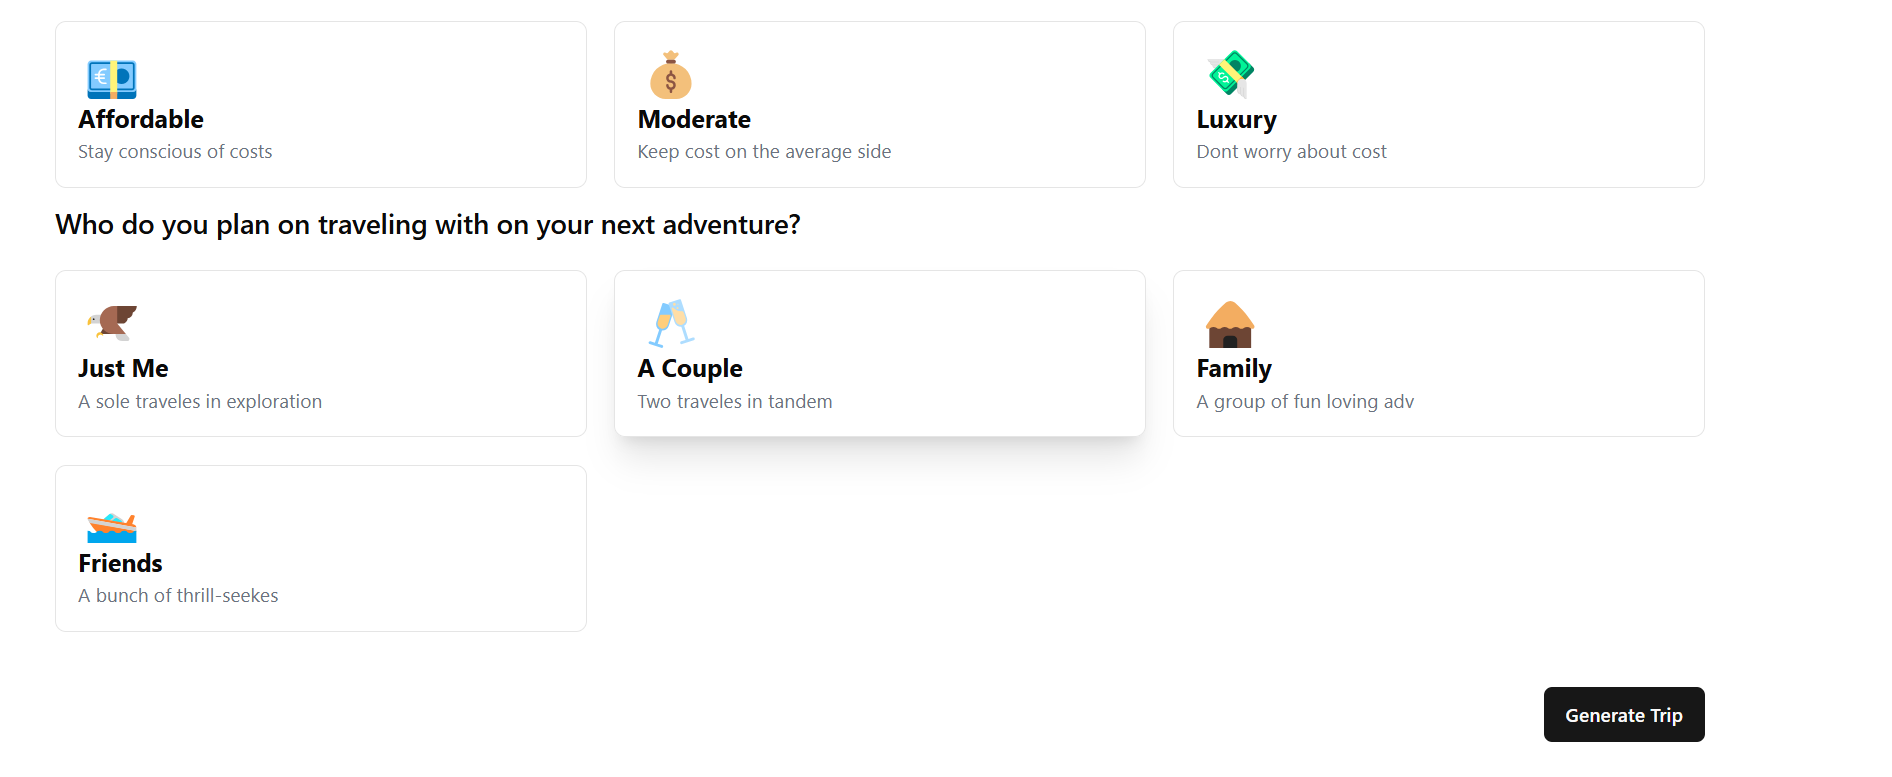 Affordable
Stay conscious of costs
Moderate
Keep cost on the average side
Luxury
Dont worry about cost
Who do you plan on traveling with on your next adventure?
Just Me
A sole traveles in exploration
A Couple
Two traveles in tandem
Family
A group of fun loving adv
Friends
A bunch of thrill-seekes
Generate Trip